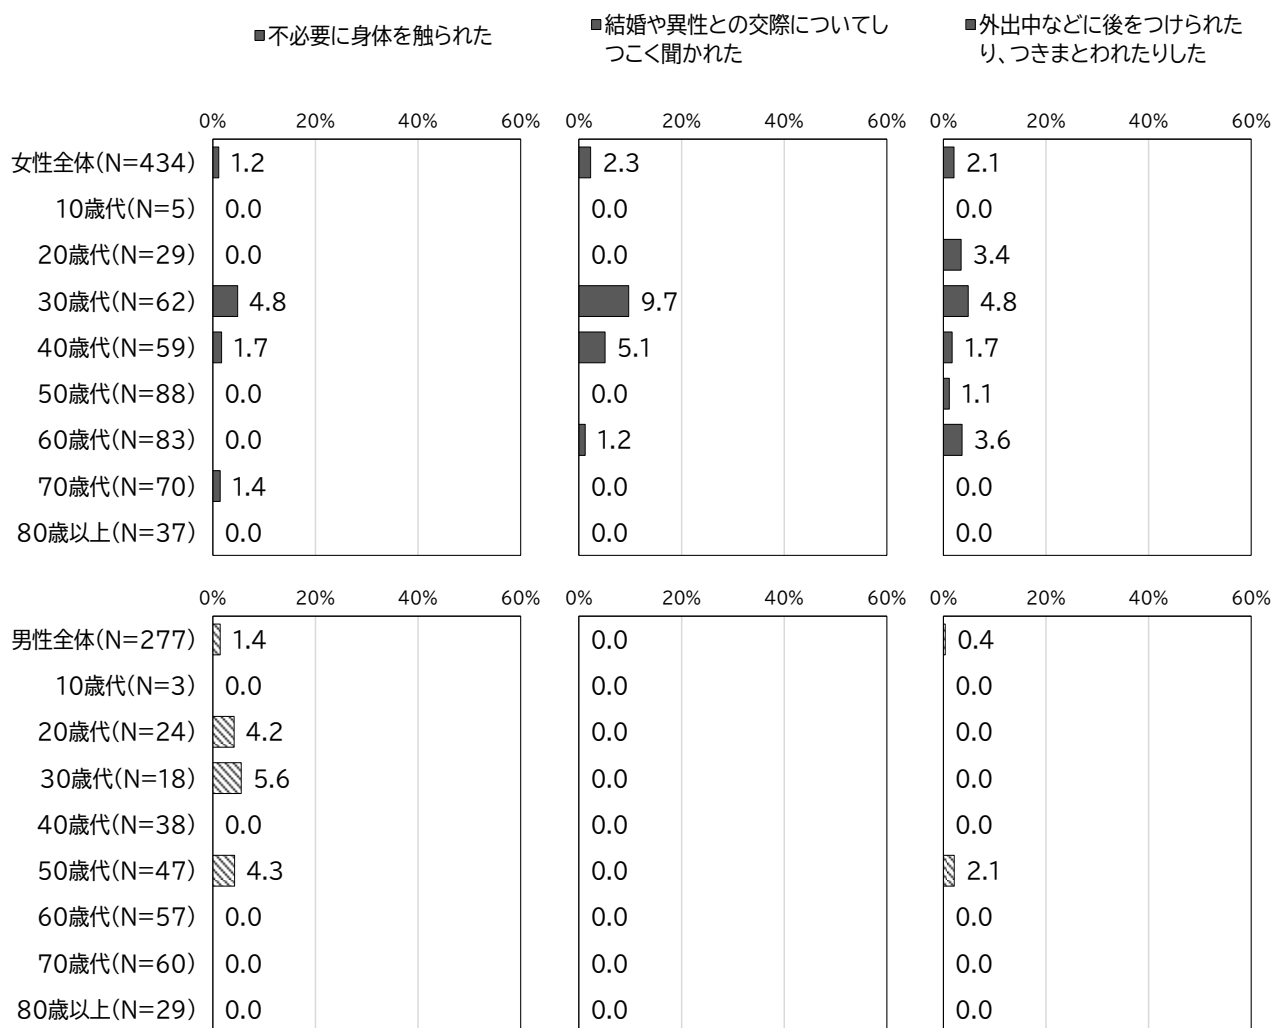 ■不必要に身体を触られた
■結婚や異性との交際についてし
つこく聞かれた
■外出中などに後をつけられた
り、つきまとわれたりした
0% 20% 40% 60% 0% 20% 40% 60% 0% 20% 40% 60%
女性全体(N=434) 1.2 2.3 2.1
10歳代(N=5) 0.0 0.0 0.0
20歳代(N=29) 0.0 0.0 3.4
30歳代(N=62) 4.8 9.7 4.8
40歳代(N=59) 1.7 5.1 1.7
50歳代(N=88) 0.0 0.0 1.1
60歳代(N=83) 0.0 1.2 3.6
70歳代(N=70) 1.4 0.0 0.0
80歳以上(N=37) 0.0 0.0 0.0
0% 20% 40% 60% 0% 20% 40% 60% 0% 20% 40% 60%
男性全体(N=277) 1.4 0.0 0.4
10歳代(N=3) 0.0 0.0 0.0
20歳代(N=24) 4.2 0.0 0.0
30歳代(N=18) 5.6 0.0 0.0
40歳代(N=38) 0.0 0.0 0.0
50歳代(N=47) 4.3 0.0 2.1
60歳代(N=57) 0.0 0.0 0.0
70歳代(N=60) 0.0 0.0 0.0
80歳以上(N=29) 0.0 0.0 0.0